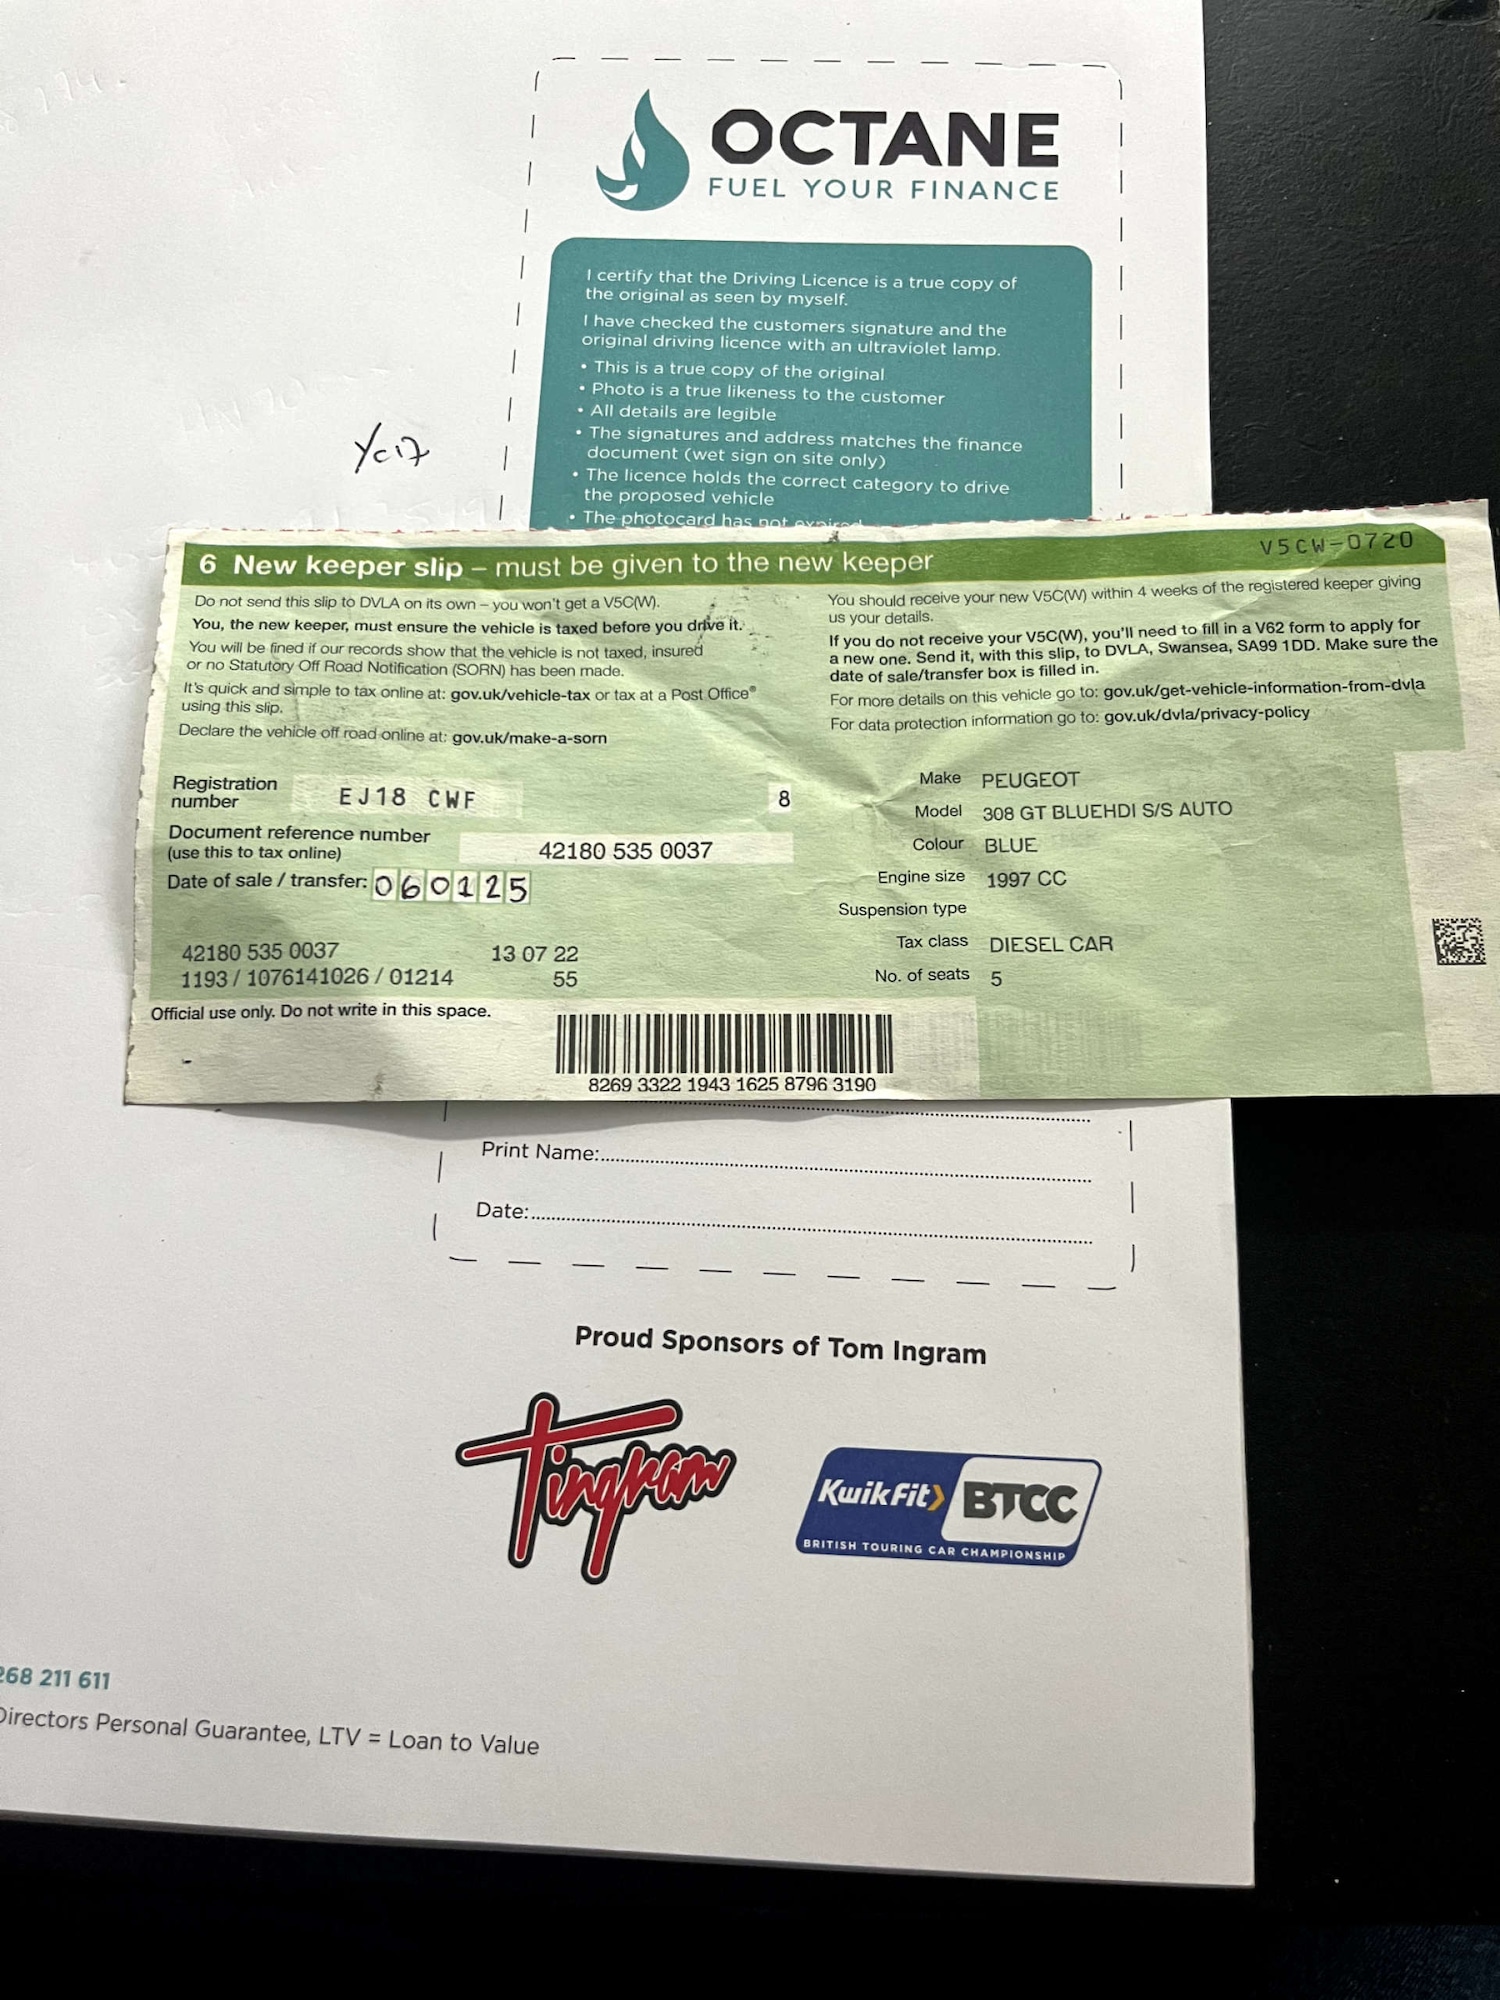 OCTANE
FUEL YOUR FINANCE
I certify that the Driving Licence is a true copy of
the original as seen by myself.
I have checked the customers signature and the
original driving licence with an ultraviolet lamp.
• This is a true copy of the original
• Photo is a true likeness to the customer
• All details are legible
• The signatures and address matches the finance
document (wet sign on site only)
• The licence holds the correct category to drive
the proposed vehicle
• The photocard has not expired
Yc17
6 New keeper slip – must be given to the new keeper
V5CW-0720
Do not send this slip to DVLA on its own – you won't get a V5C(W).
You, the new keeper, must ensure the vehicle is taxed before you drive it.
You will be fined if our records show that the vehicle is not taxed, insured
or no Statutory Off Road Notification (SORN) has been made.
It's quick and simple to tax online at: gov.uk/vehicle-tax or tax at a Post Office®
using this slip.
Declare the vehicle off road online at: gov.uk/make-a-sorn
You should receive your new V5C(W) within 4 weeks of the registered keeper giving
us your details.
If you do not receive your V5C(W), you'll need to fill in a V62 form to apply for
a new one. Send it, with this slip, to DVLA, Swansea, SA99 1DD. Make sure the
date of sale/transfer box is filled in.
For more details on this vehicle go to: gov.uk/get-vehicle-information-from-dvla
For data protection information go to: gov.uk/dvla/privacy-policy
Registration
number
EJ18 CWF
8
Document reference number
(use this to tax online)
42180 535 0037
Date of sale / transfer: 060125
42180 535 0037 13 07 22
1193 / 1076141026 / 01214 55
Make PEUGEOT
Model 308 GT BLUEHDI S/S AUTO
Colour BLUE
Engine size 1997 CC
Suspension type
Tax class DIESEL CAR
No. of seats 5
Official use only. Do not write in this space.
8269 3322 1943 1625 8796 3190
Print Name:
Date:
Proud Sponsors of Tom Ingram
Tingram
KwikFit BTCC
BRITISH TOURING CAR CHAMPIONSHIP
268 211 611
Directors Personal Guarantee, LTV = Loan to Value